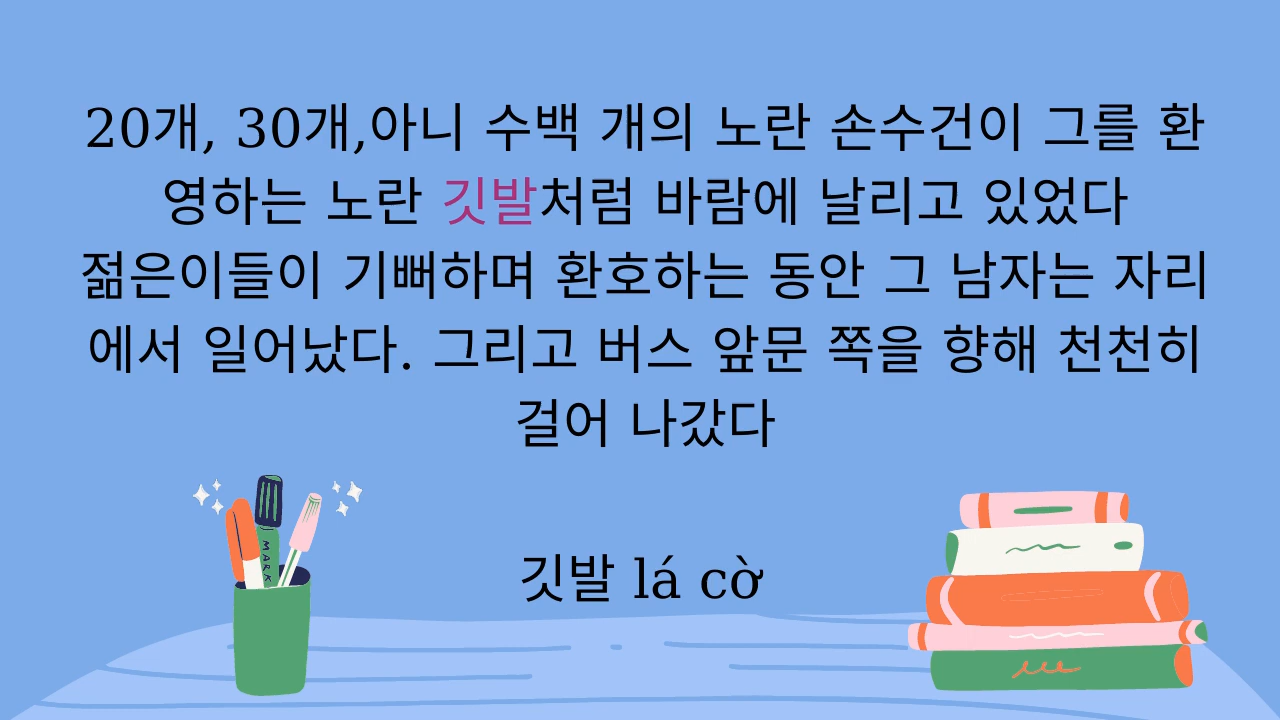 20개, 30개,아니 수백 개의 노란 손수건이 그를 환
영하는 노란 깃발처럼 바람에 날리고 있었다
젊은이들이 기뻐하며 환호하는 동안 그 남자는 자리
에서 일어났다. 그리고 버스 앞문 쪽을 향해 천천히
걸어 나갔다
MARK
깃발 lá cờ